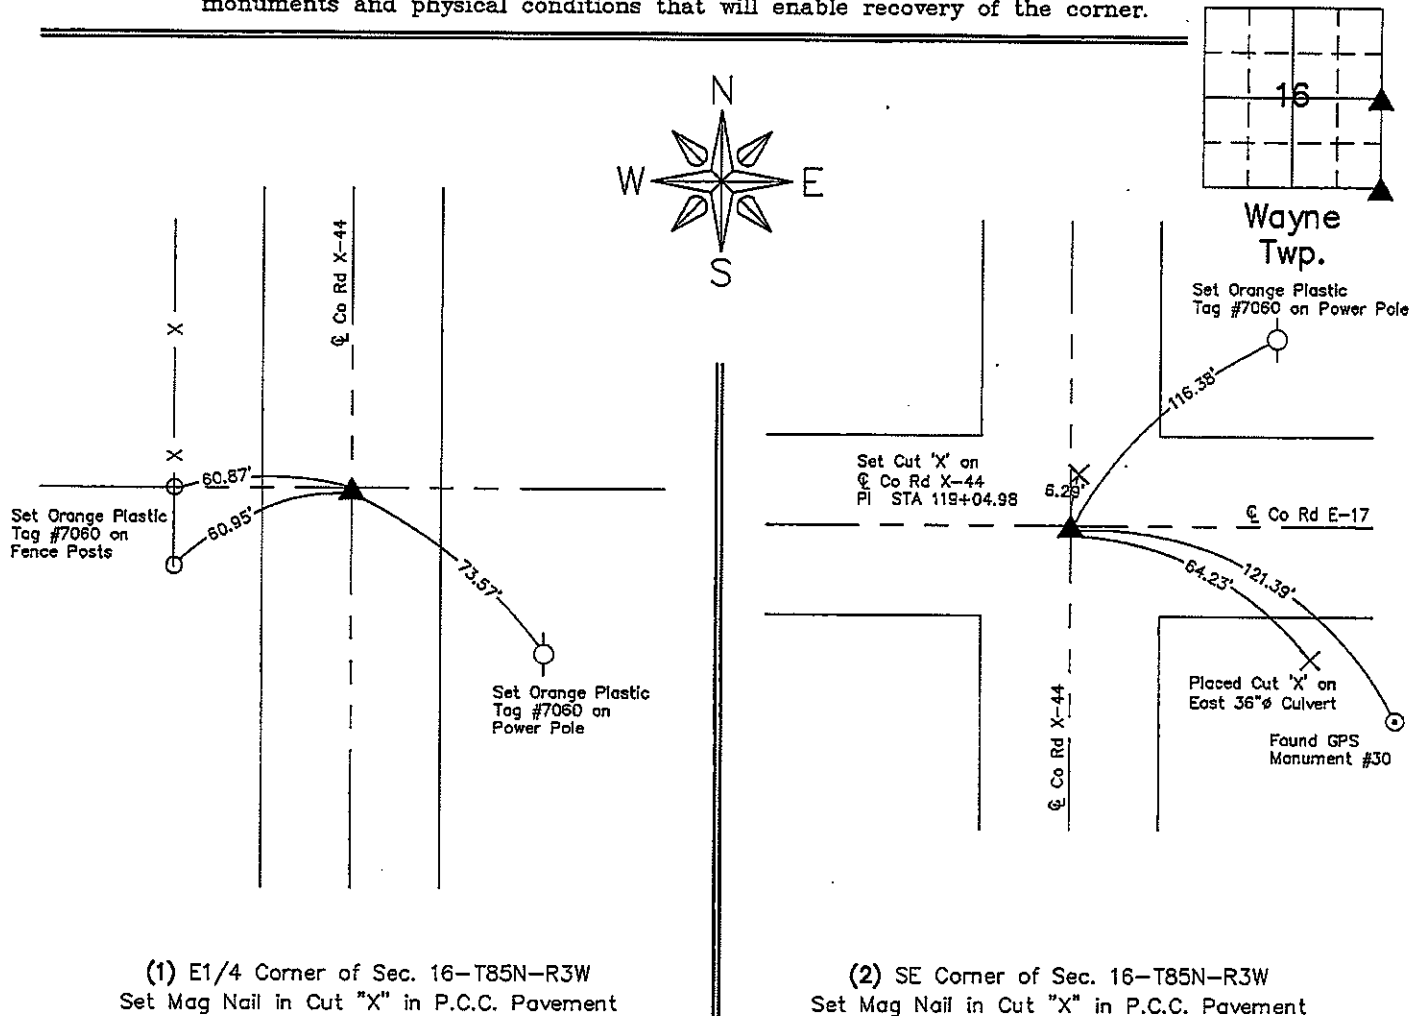 monuments and physical conditions that will enable recovery of the corner.
16
Wayne
Twp.
N
W
E
S
℄ Co Rd X-44
X
X
60.87'
60.95'
73.57'
Set Orange Plastic
Tag #7060 on
Fence Posts
Set Orange Plastic
Tag #7060 on
Power Pole
(1) E1/4 Corner of Sec. 16-T85N-R3W
Set Mag Nail in Cut "X" in P.C.C. Pavement
Set Orange Plastic
Tag #7060 on Power Pole
116.38'
Set Cut 'X' on
℄ Co Rd X-44
PI STA 119+04.98
6.29'
℄ Co Rd E-17
64.23'
121.39'
Placed Cut 'X' on
East 36"ø Culvert
Found GPS
Monument #30
℄ Co Rd X-44
(2) SE Corner of Sec. 16-T85N-R3W
Set Mag Nail in Cut "X" in P.C.C. Pavement